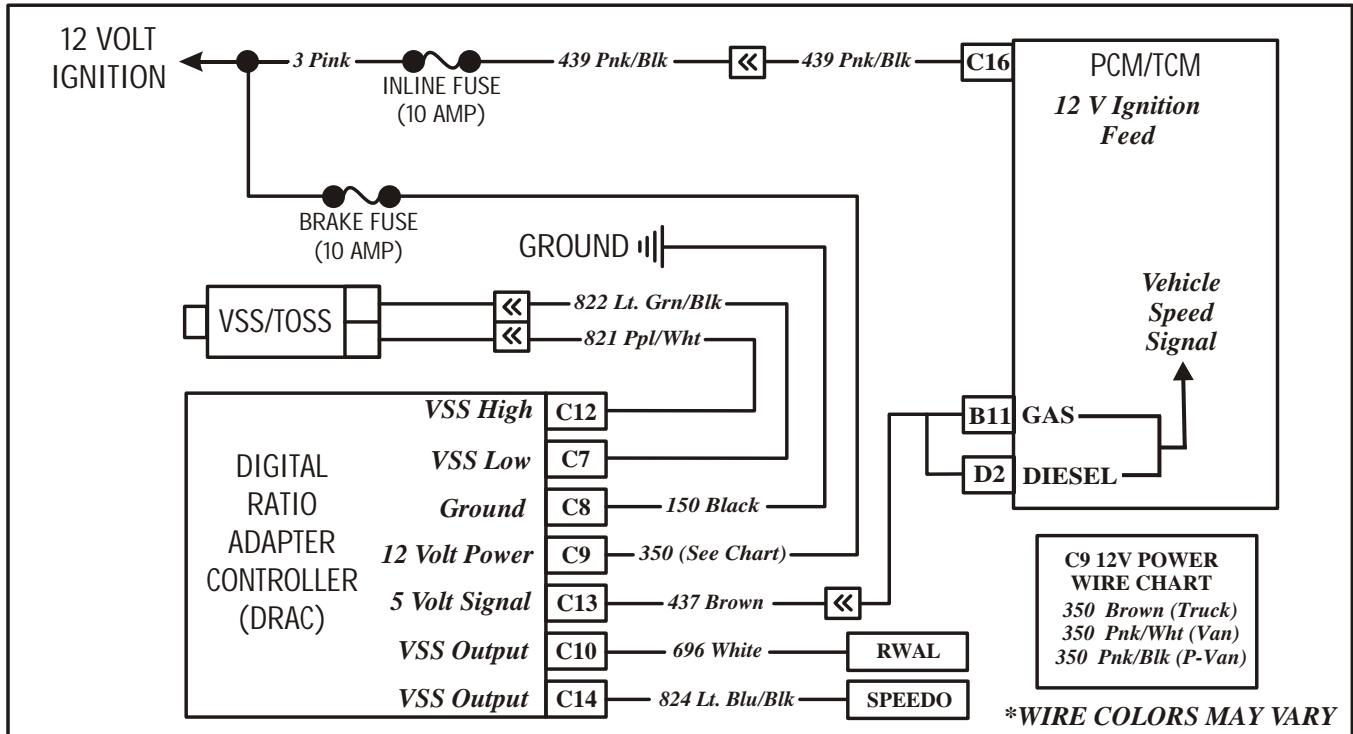 12 VOLT
IGNITION
3 Pink
INLINE FUSE
(10 AMP)
439 Pnk/Blk
439 Pnk/Blk
C16
PCM/TCM
12 V Ignition
Feed
BRAKE FUSE
(10 AMP)
GROUND
VSS/TOSS
822 Lt. Grn/Blk
821 Ppl/Wht
Vehicle
Speed
Signal
B11 GAS
D2 DIESEL
DIGITAL
RATIO
ADAPTER
CONTROLLER
(DRAC)
VSS High C12
VSS Low C7
Ground C8 150 Black
12 Volt Power C9 350 (See Chart)
5 Volt Signal C13 437 Brown
VSS Output C10 696 White RWAL
VSS Output C14 824 Lt. Blu/Blk SPEEDO
C9 12V POWER
WIRE CHART
350 Brown (Truck)
350 Pnk/Wht (Van)
350 Pnk/Blk (P-Van)
*WIRE COLORS MAY VARY